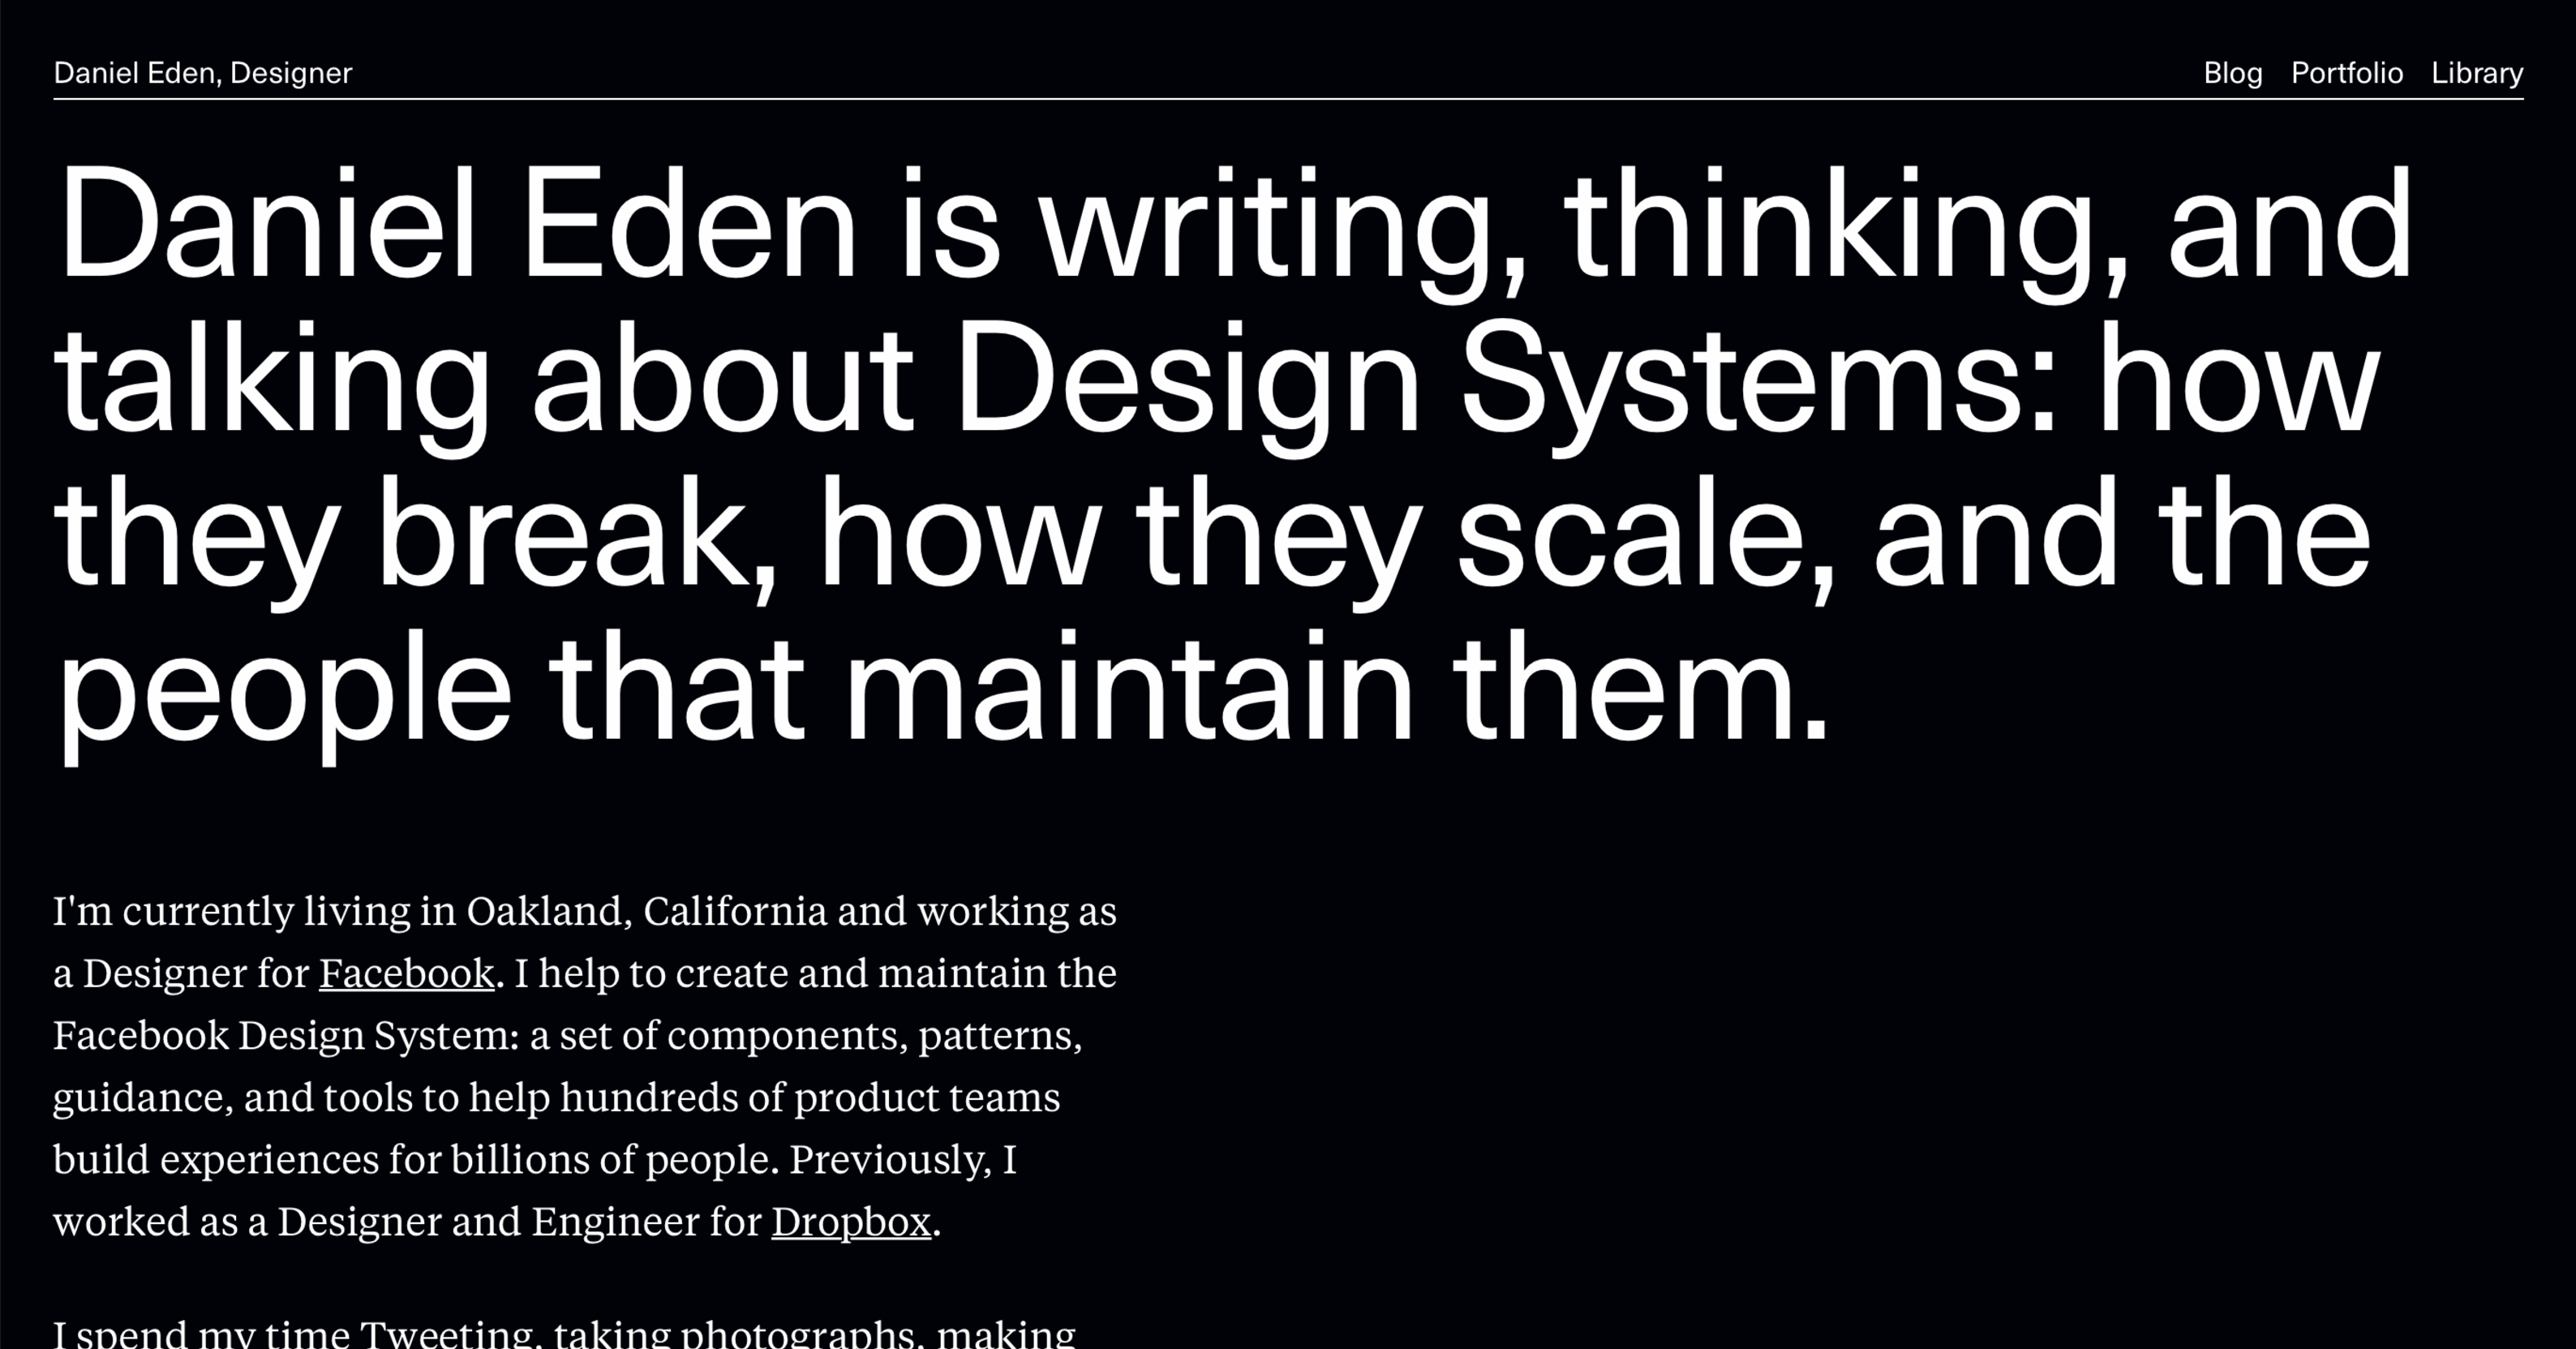 Daniel Eden, Designer
Blog Portfolio Library
Daniel Eden is writing, thinking, and
talking about Design Systems: how
they break, how they scale, and the
people that maintain them.
I'm currently living in Oakland, California and working as
a Designer for Facebook. I help to create and maintain the
Facebook Design System: a set of components, patterns,
guidance, and tools to help hundreds of product teams
build experiences for billions of people. Previously, I
worked as a Designer and Engineer for Dropbox.
I spend my time Tweeting, taking photographs, making